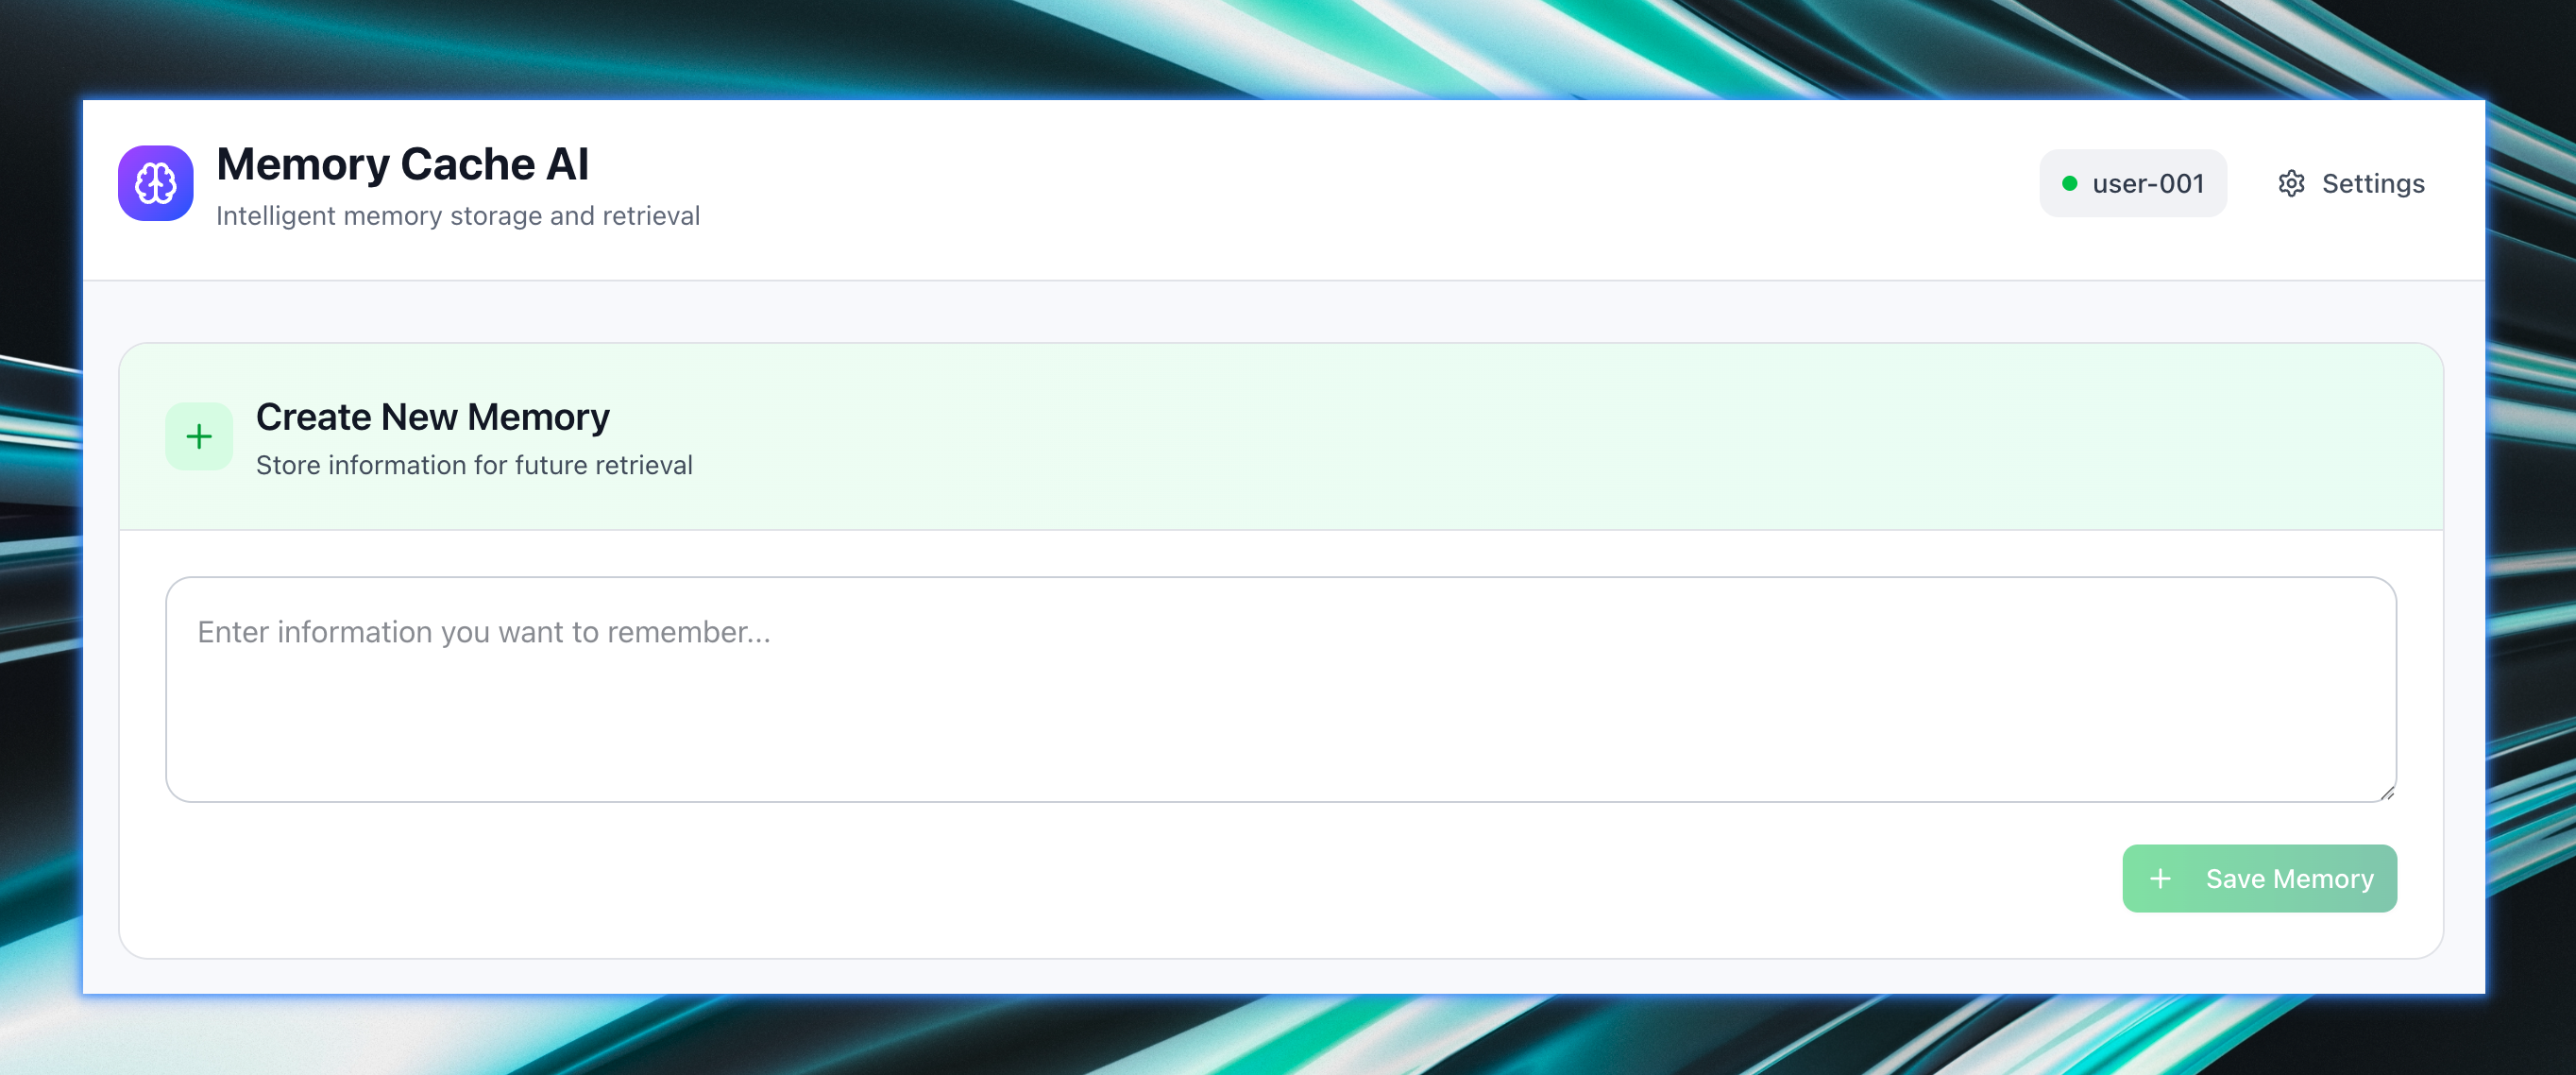 Memory Cache AI
Intelligent memory storage and retrieval
user-001
Settings
Create New Memory
Store information for future retrieval
Enter information you want to remember...
Save Memory